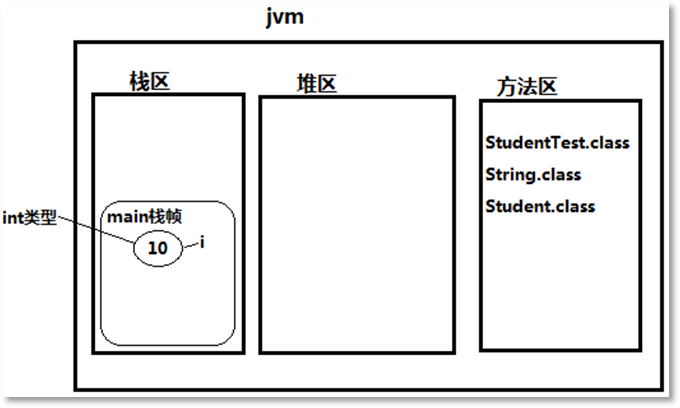 jvm
栈区
堆区
方法区
StudentTest.class
String.class
Student.class
main栈帧
int类型
10
i